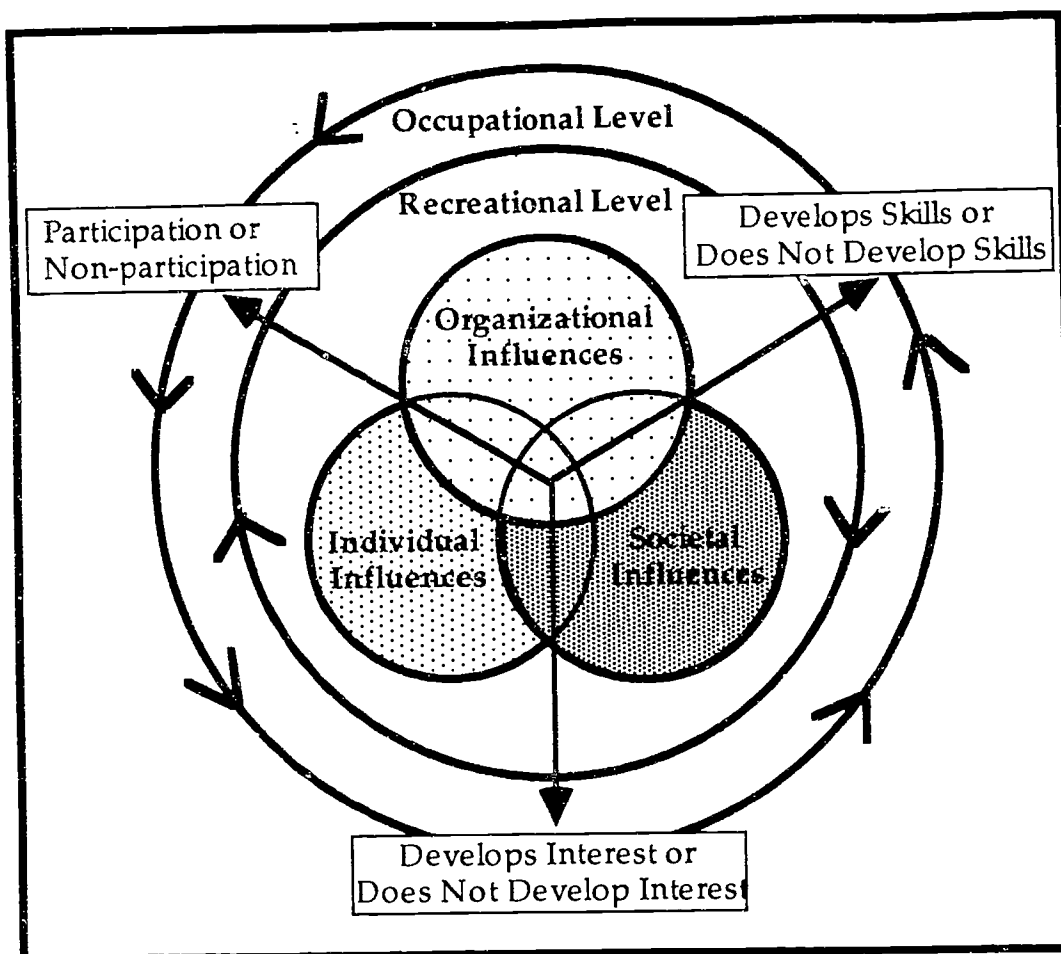 Occupational Level
Recreational Level
Participation or
Non-participation
Develops Skills or
Does Not Develop Skills
Organizational
Influences
Individual
Influences
Societal
Influences
Develops Interest or
Does Not Develop Interest